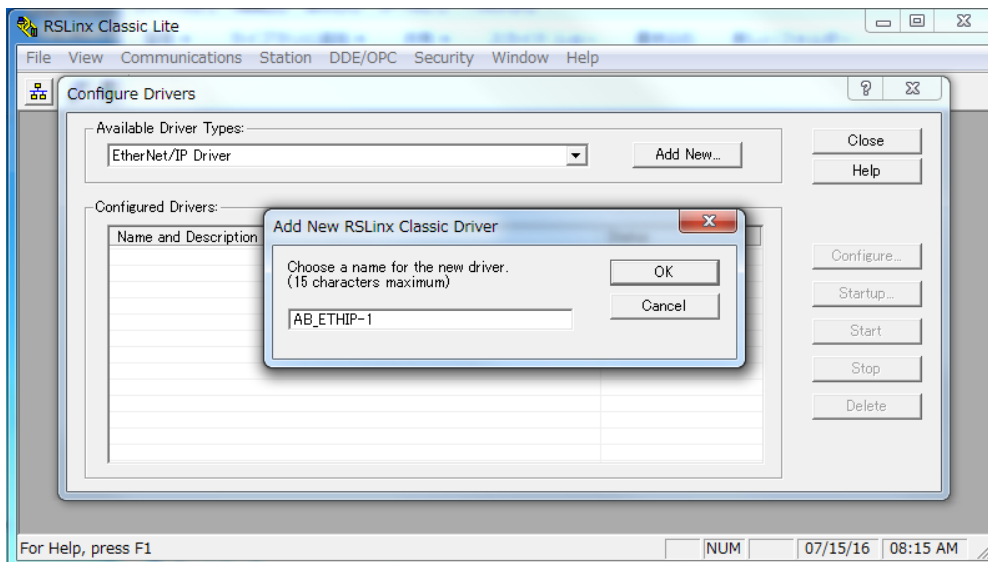 RSLinx Classic Lite
File View Communications Station DDE/OPC Security Window Help
Configure Drivers
Available Driver Types:
EtherNet/IP Driver
Add New...
Close
Help
Configured Drivers:
Name and Description
Status
Add New RSLinx Classic Driver
Choose a name for the new driver.
(15 characters maximum)
AB_ETHIP-1
OK
Cancel
Configure...
Startup...
Start
Stop
Delete
For Help, press F1
NUM
07/15/16
08:15 AM